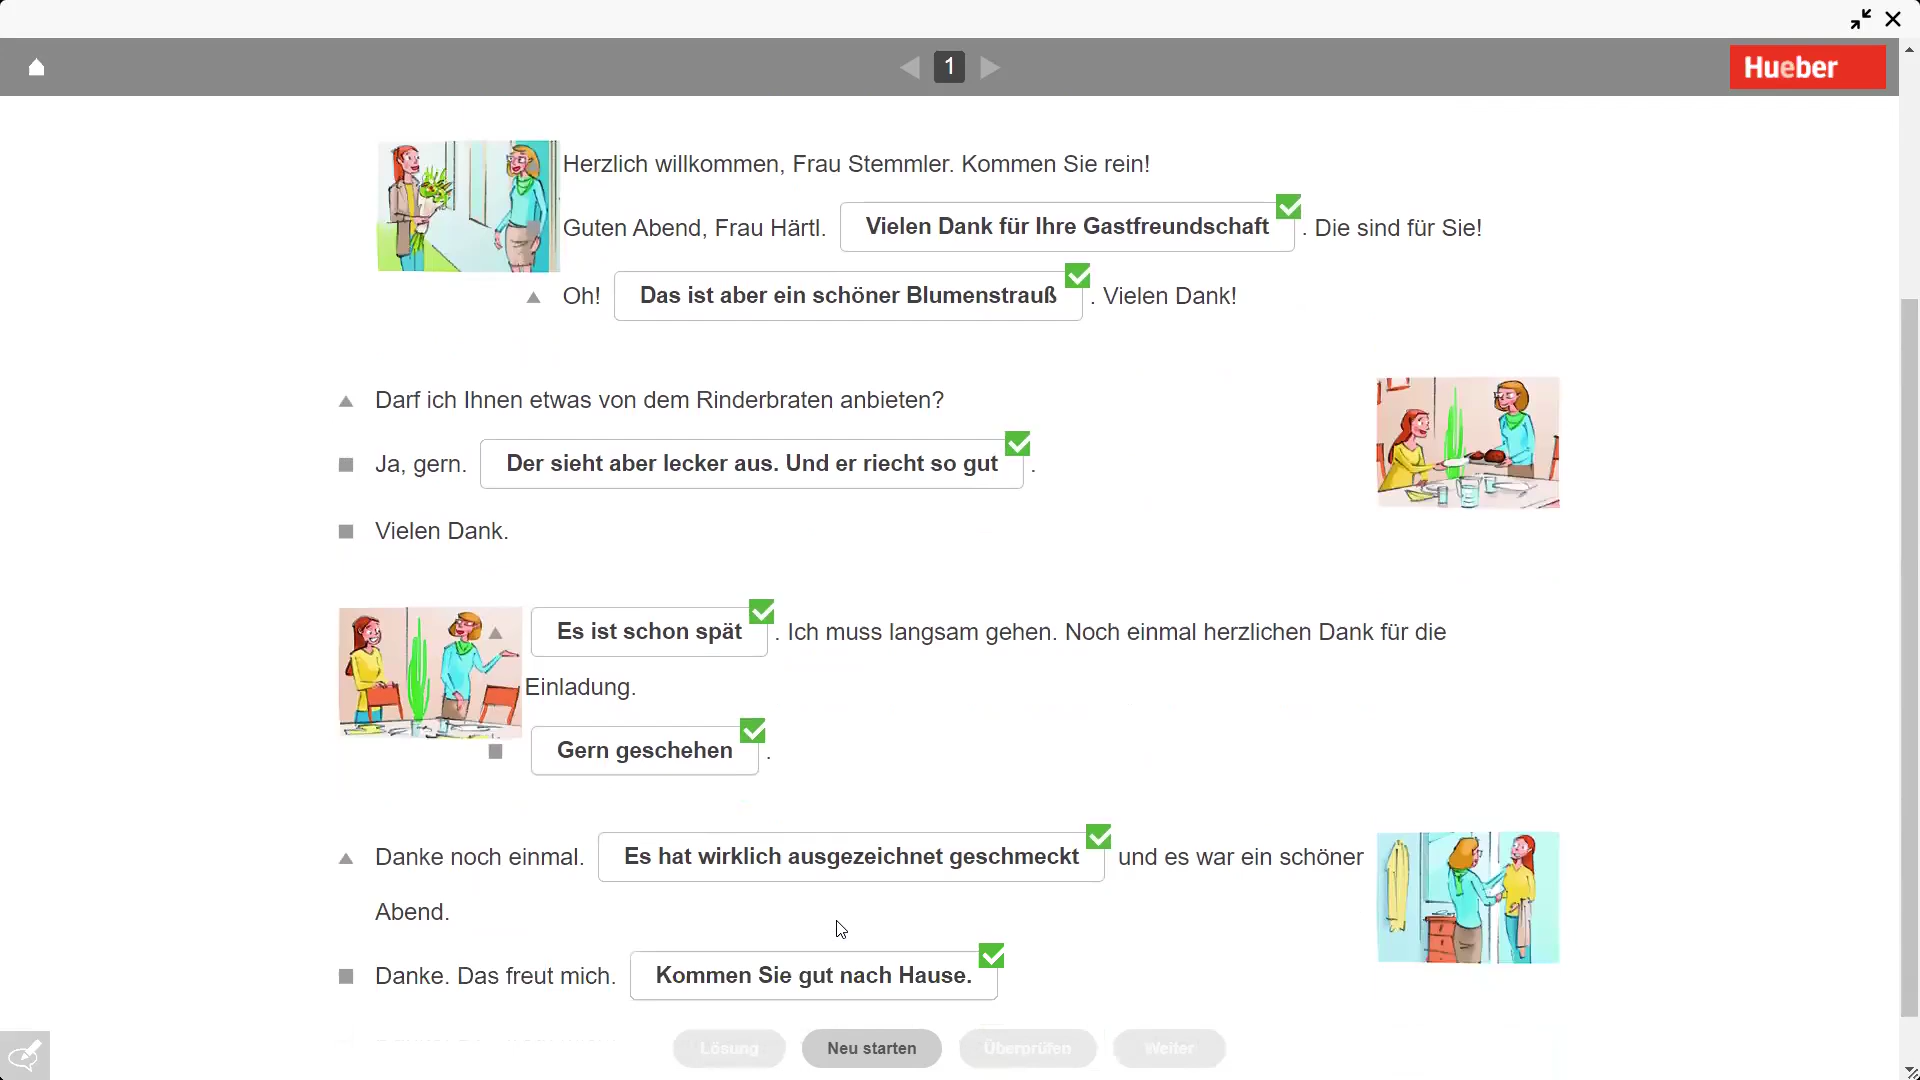 1
Hueber
Herzlich willkommen, Frau Stemmler. Kommen Sie rein!
Guten Abend, Frau Härtl. Vielen Dank für Ihre Gastfreundschaft . Die sind für Sie!
Oh! Das ist aber ein schöner Blumenstrauß . Vielen Dank!
Darf ich Ihnen etwas von dem Rinderbraten anbieten?
Ja, gern. Der sieht aber lecker aus. Und er riecht so gut .
Vielen Dank.
Es ist schon spät . Ich muss langsam gehen. Noch einmal herzlichen Dank für die
Einladung.
Gern geschehen .
Danke noch einmal. Es hat wirklich ausgezeichnet geschmeckt und es war ein schöner
Abend.
Danke. Das freut mich. Kommen Sie gut nach Hause.
Lösung Neu starten Überprüfen Weiter